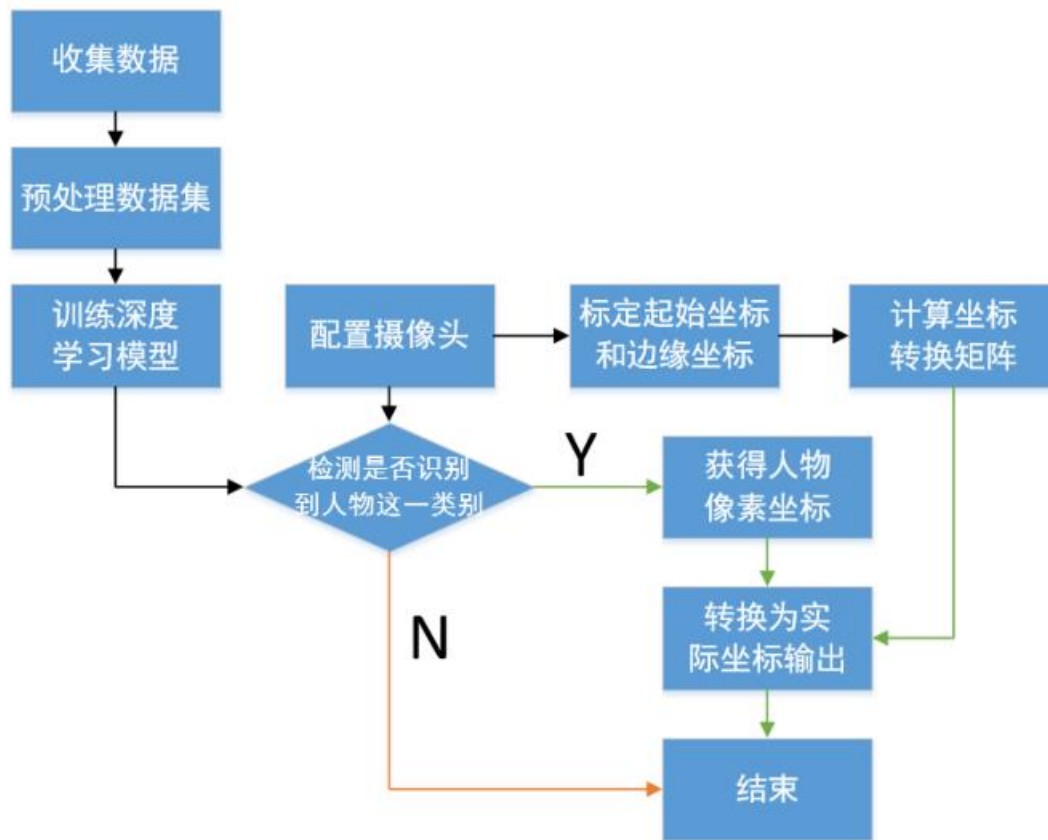 收集数据
预处理数据集
训练深度
学习模型
配置摄像头
标定起始坐标
和边缘坐标
计算坐标
转换矩阵
检测是否识别
到人物这一类别
Y
获得人物
像素坐标
N
转换为实
际坐标输出
结束